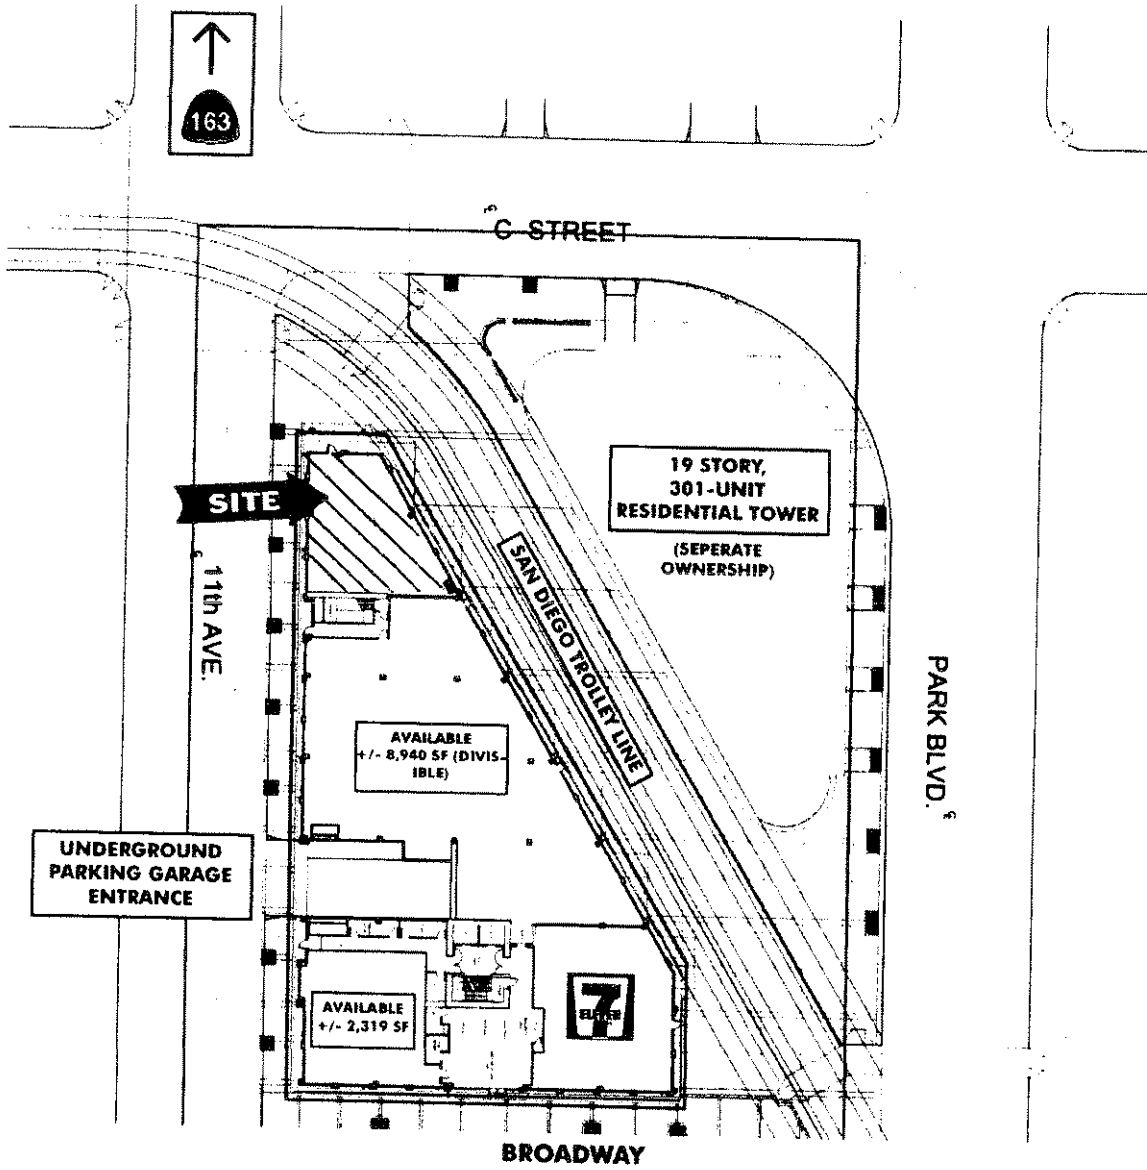 163
C STREET
19 STORY,
301-UNIT
RESIDENTIAL TOWER
(SEPERATE
OWNERSHIP)
SITE
SAN DIEGO TROLLEY LINE
11th AVE.
PARK BLVD.
AVAILABLE
+/- 8,940 SF (DIVIS-
IBLE)
UNDERGROUND
PARKING GARAGE
ENTRANCE
AVAILABLE
+/- 2,319 SF
7
ELEVEN
BROADWAY